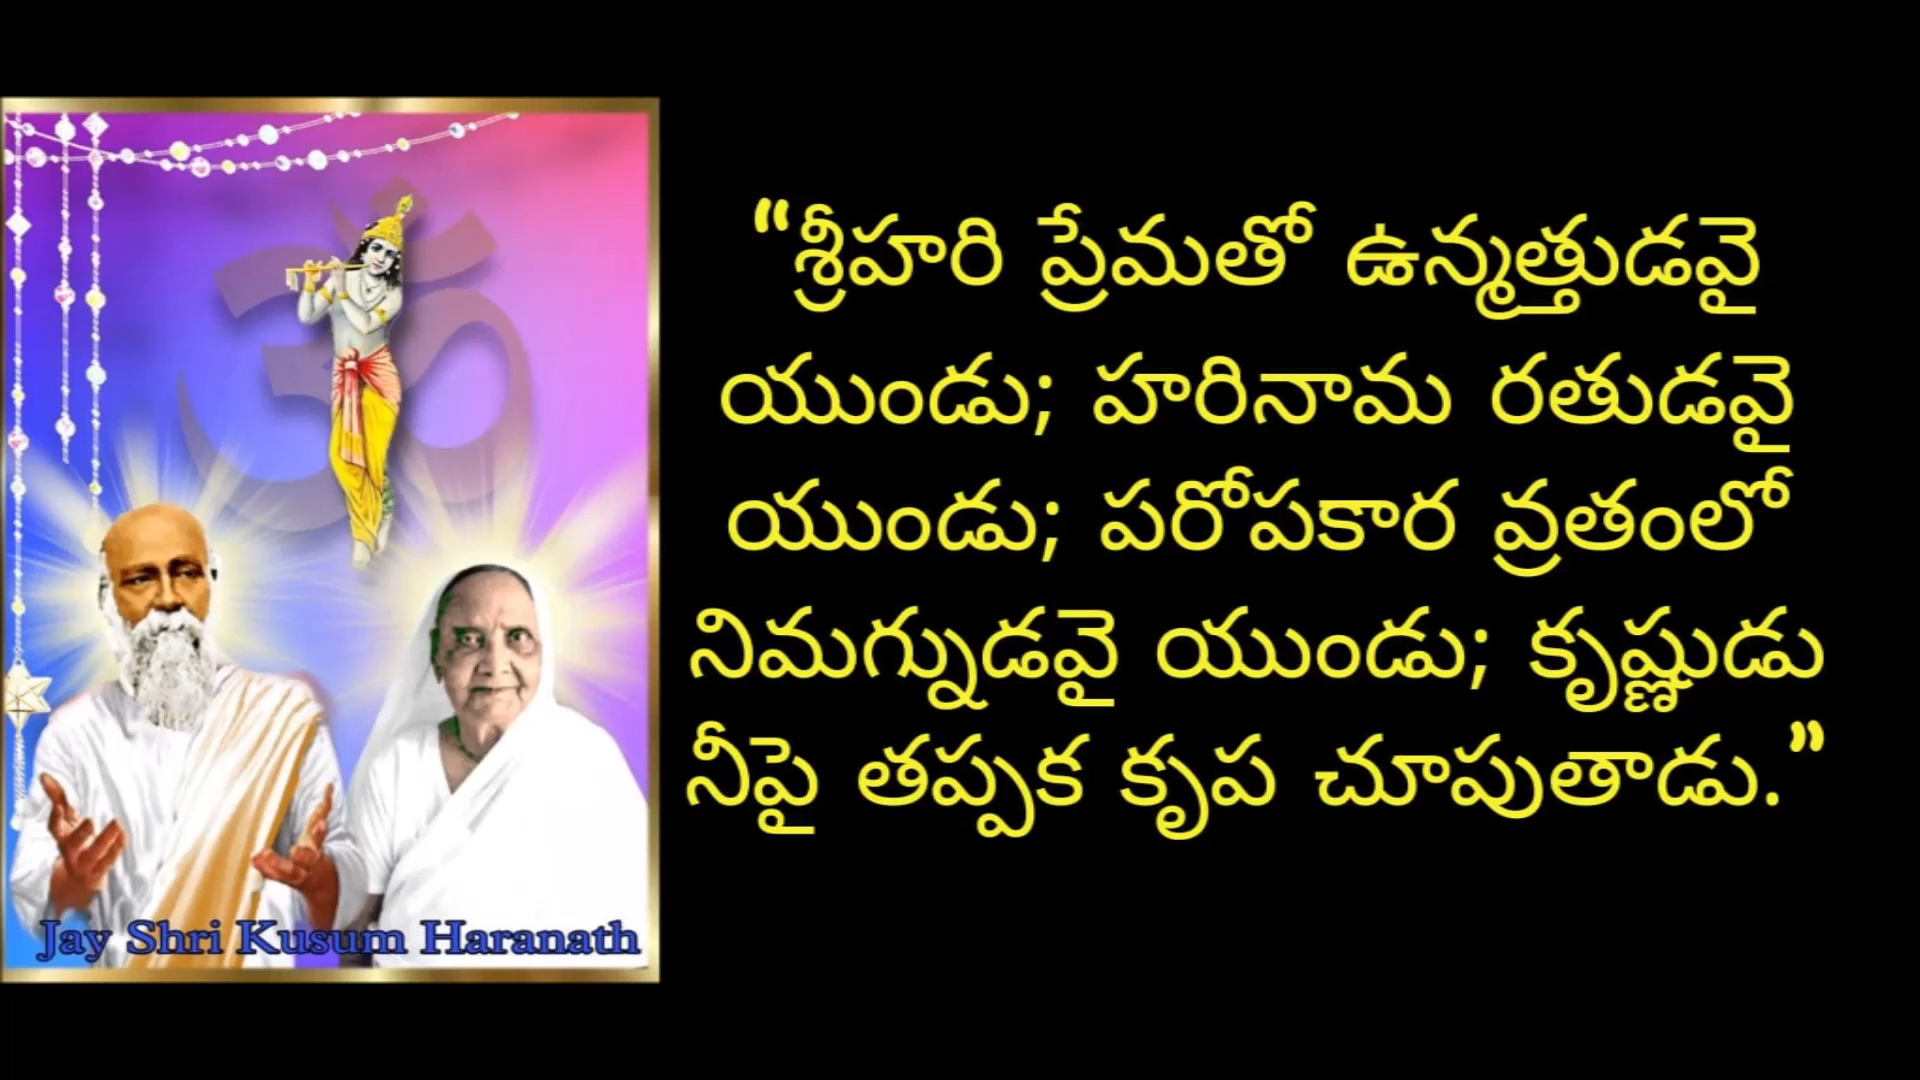 Jay Shri Kusum Haranath
“శ్రీహరి ప్రేమతో ఉన్మత్తుడవై
యుండు; హరినామ రతుడవై
యుండు; పరోపకార వ్రతంలో
నిమగ్నుడవై యుండు; కృష్ణుడు
నీపై తప్పక కృప చూపుతాడు.”